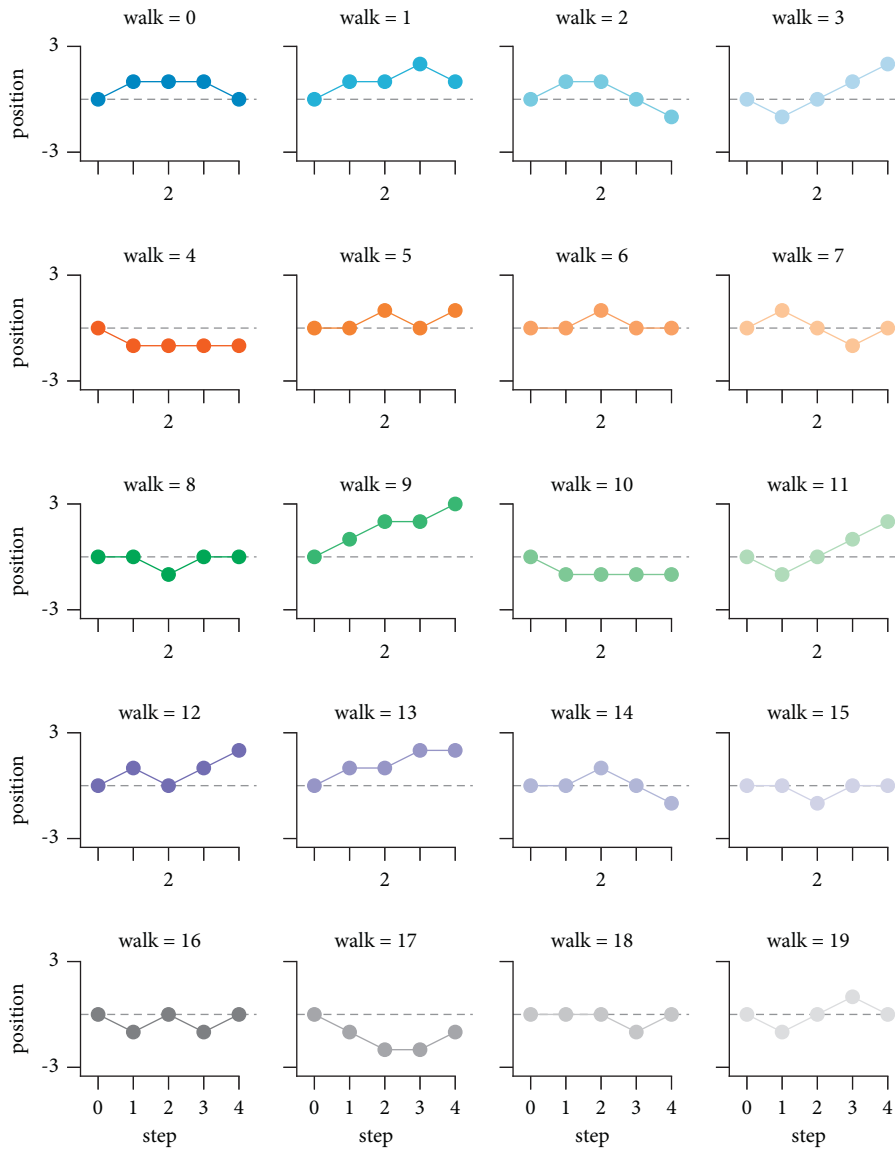 walk = 0 walk = 1 walk = 2 walk = 3
3
position
-3
2 2 2 2
walk = 4 walk = 5 walk = 6 walk = 7
3
position
-3
2 2 2 2
walk = 8 walk = 9 walk = 10 walk = 11
3
position
-3
2 2 2 2
walk = 12 walk = 13 walk = 14 walk = 15
3
position
-3
2 2 2 2
walk = 16 walk = 17 walk = 18 walk = 19
3
position
-3
0 1 2 3 4 0 1 2 3 4 0 1 2 3 4 0 1 2 3 4
step step step step